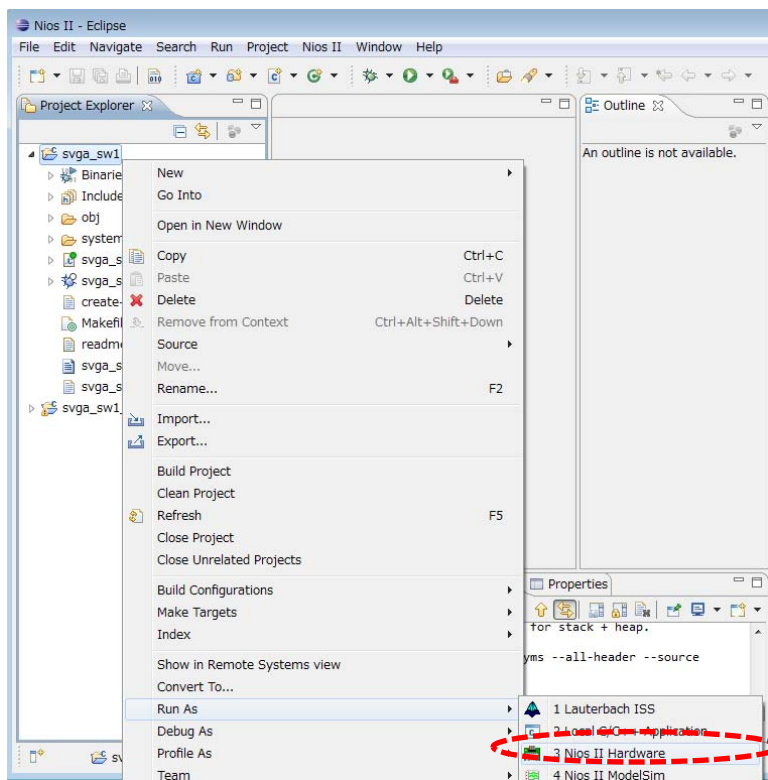 Nios II - Eclipse
File Edit Navigate Search Run Project Nios II Window Help
Project Explorer
Outline
An outline is not available.
svga_sw1
Binarie
Include
obj
system
svga_s
svga_s
create-
Makefil
readme
svga_s
svga_s
svga_sw1_
New
Go Into
Open in New Window
Copy Ctrl+C
Paste Ctrl+V
Delete Delete
Remove from Context Ctrl+Alt+Shift+Down
Source
Move...
Rename... F2
Import...
Export...
Build Project
Clean Project
Refresh F5
Close Project
Close Unrelated Projects
Build Configurations
Make Targets
Index
Show in Remote Systems view
Convert To...
Run As
Debug As
Profile As
Team
Properties
for stack + heap.
yms --all-header --source
1 Lauterbach ISS
2 Local C/C++ Application
3 Nios II Hardware
4 Nios II ModelSim
sv